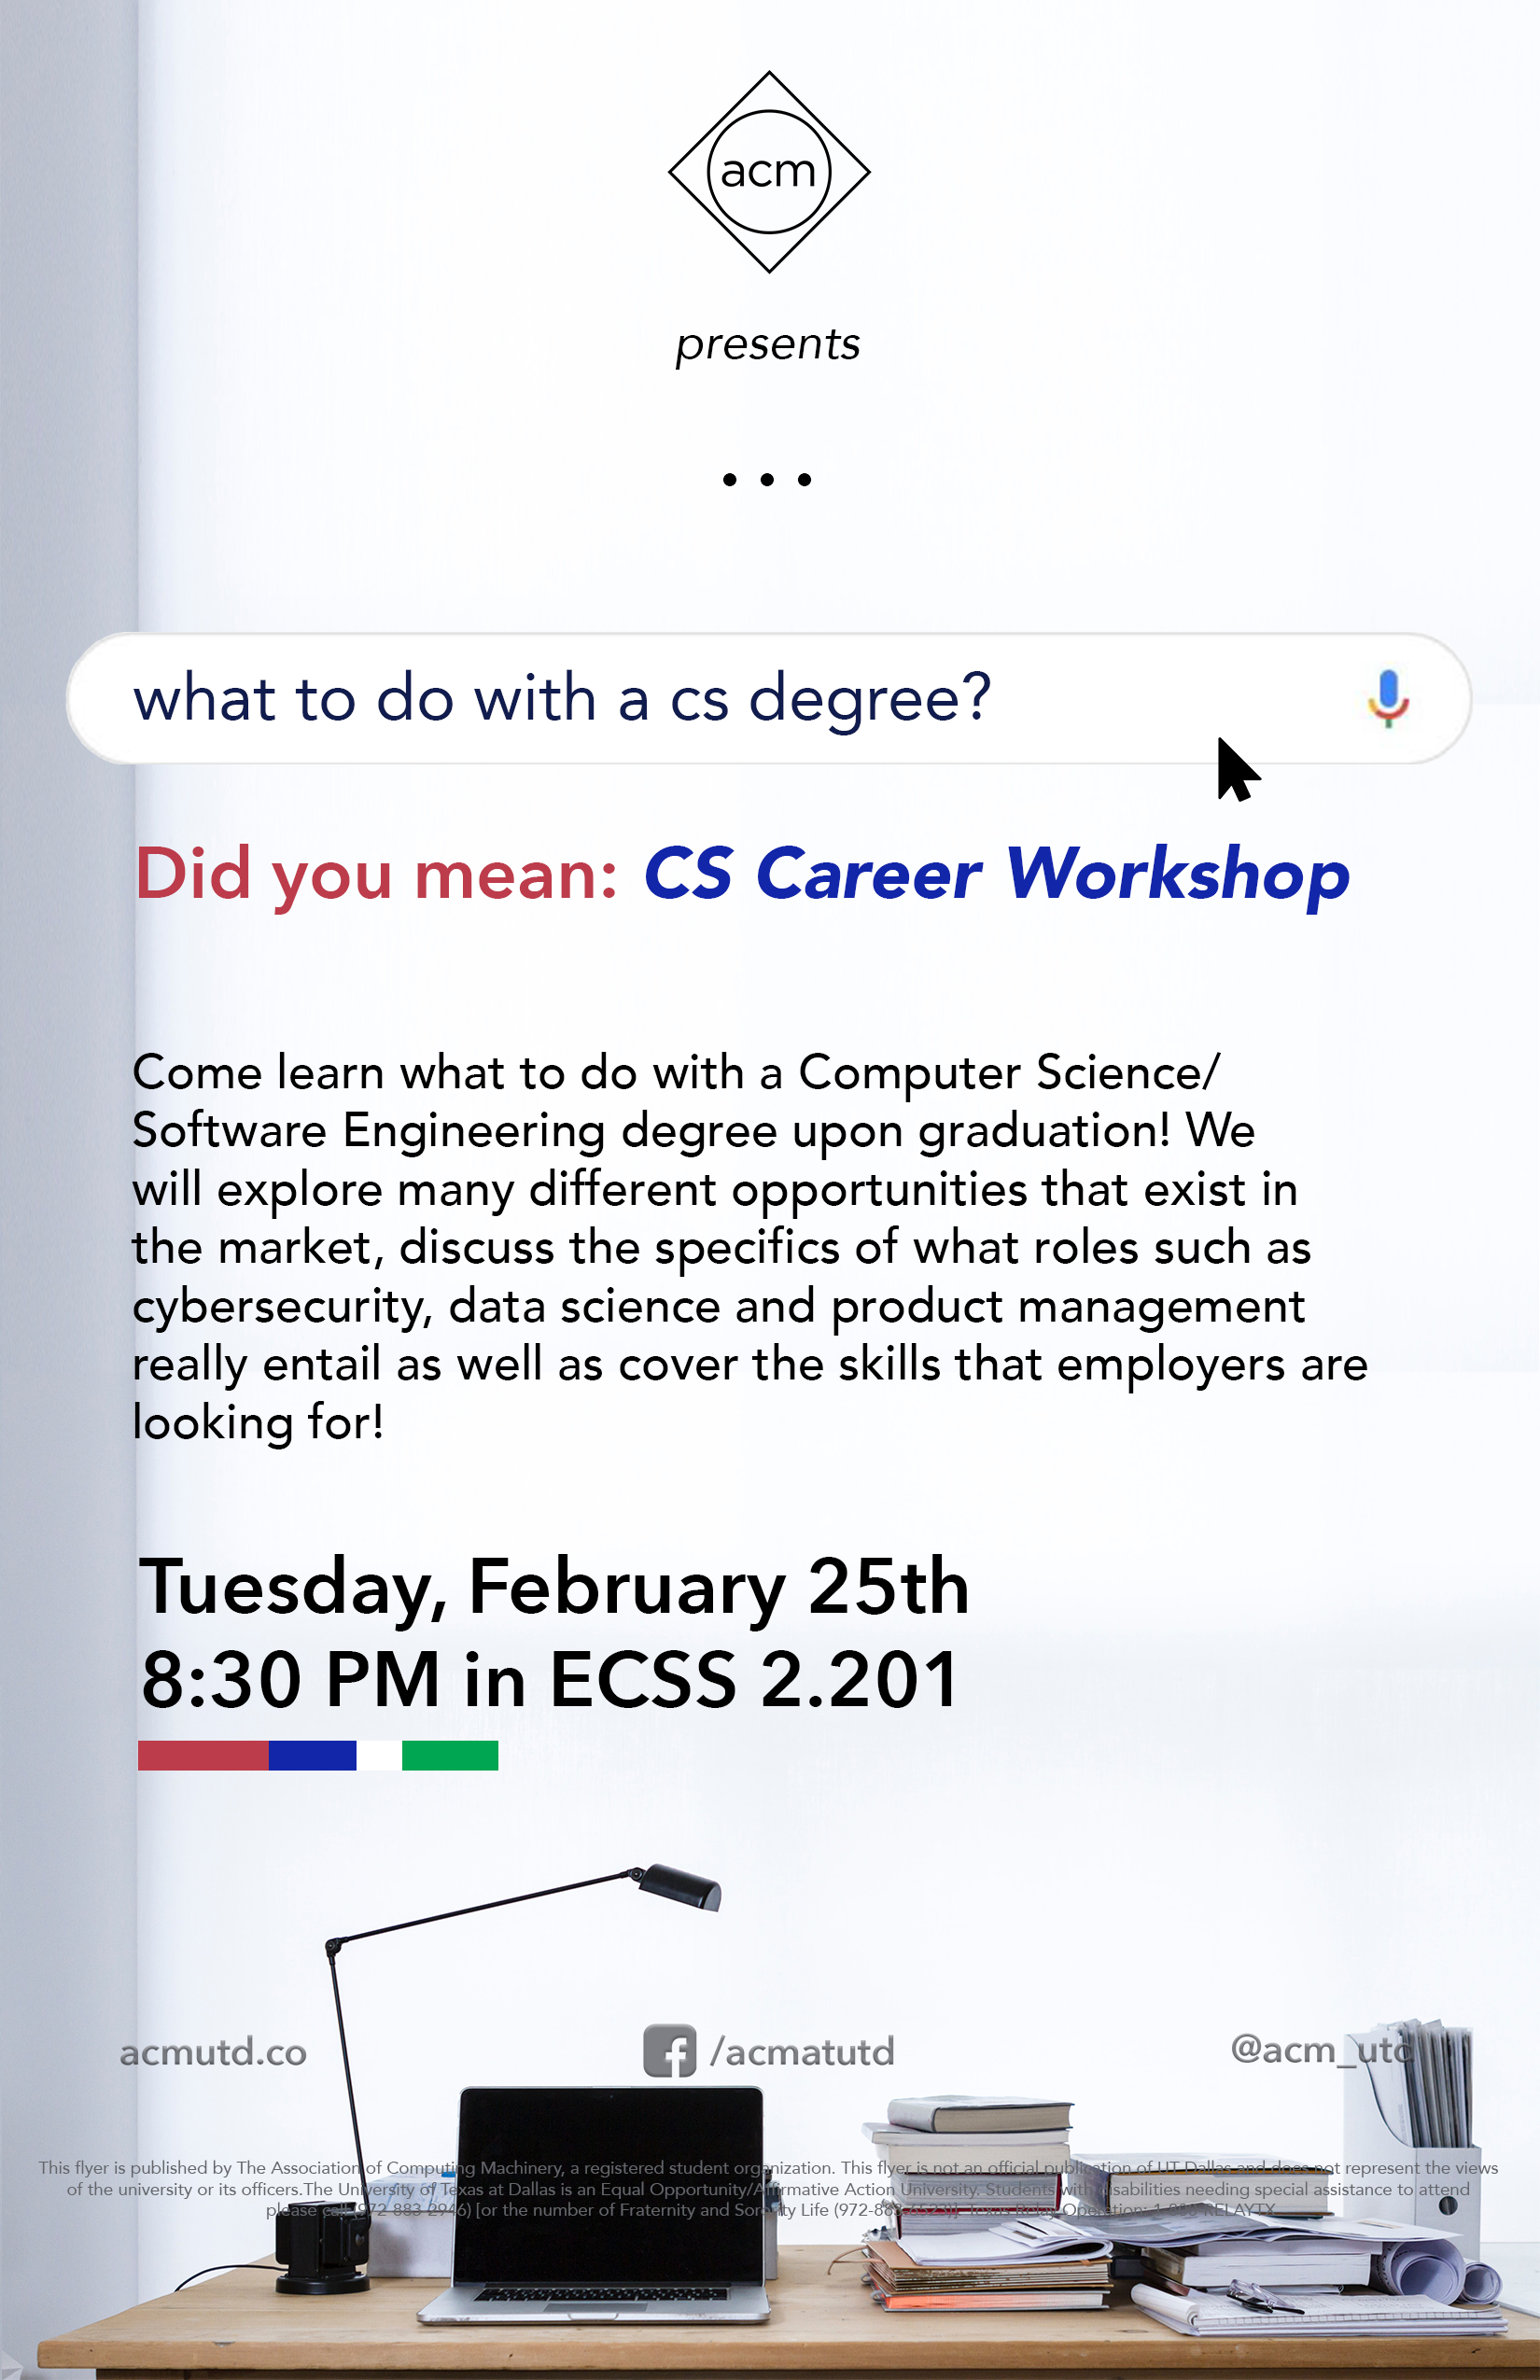 acm
presents
what to do with a cs degree?
Did you mean: CS Career Workshop
Come learn what to do with a Computer Science/
Software Engineering degree upon graduation! We
will explore many different opportunities that exist in
the market, discuss the specifics of what roles such as
cybersecurity, data science and product management
really entail as well as cover the skills that employers are
looking for!
Tuesday, February 25th
8:30 PM in ECSS 2.201
acmutd.co
/acmatutd
@acm_utd
This flyer is published by The Association of Computing Machinery, a registered student organization. This flyer is not an official publication of UT Dallas and does not represent the views
of the university or its officers.The University of Texas at Dallas is an Equal Opportunity/Affirmative Action University. Students with disabilities needing special assistance to attend
please call (972-883-2946) [or the number of Fraternity and Sorority Life Texas Relay Operation: 1-800-RELAYTX